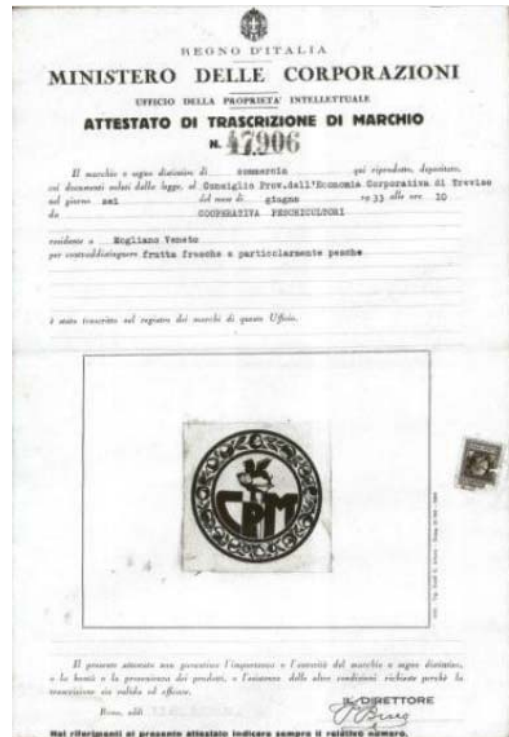 REGNO D'ITALIA
MINISTERO DELLE CORPORAZIONI
UFFICIO DELLA PROPRIETA' INTELLETTUALE
ATTESTATO DI TRASCRIZIONE DI MARCHIO
N. 47906
Il marchio o segno distintivo di commercio qui riprodotto, depositato,
coi documenti voluti dalla legge, al Consiglio Prov.dell'Economia Corporativa di Treviso
nel giorno sei del mese di giugno 33 alle ore 10
da COOPERATIVA PESCHICULTORI
residente a Mogliano Veneto
per contraddistinguere frutta fresche e particolarmente pesche
è stato trascritto nel registro dei marchi di questo Ufficio.
CPM
Il presente attestato non garantisce l'importanza o l'autorità del marchio o segno distintivo,
o la bontà o la provenienza dei prodotti, o l'esistenza delle altre condizioni richieste perchè la
trascrizione sia valida ed efficace.
Roma, addì
IL DIRETTORE
Nei riferimenti al presente attestato indicare sempre il relativo numero.